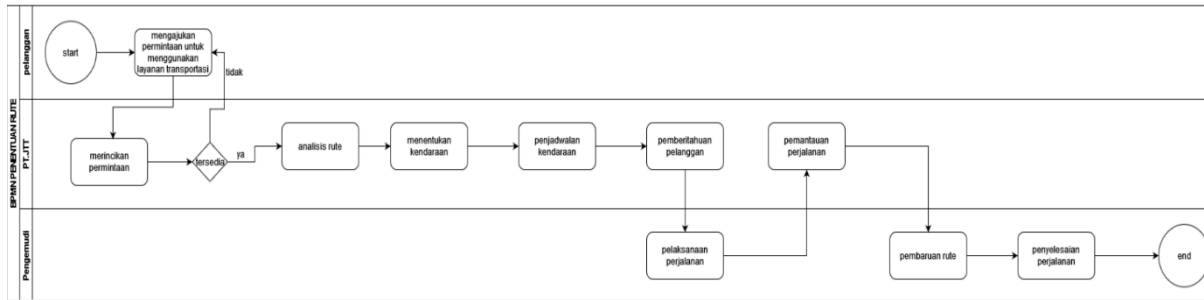 BPMN PENENTUAN RUTE
pelanggan
start
mengajukan
permintaan untuk
menggunakan
layanan transportasi
tidak
PT.JTT
merincikan
permintaan
tersedia
ya
analisis rute
menentukan
kendaraan
penjadwalan
kendaraan
pemberitahuan
pelanggan
pemantauan
perjalanan
Pengemudi
pelaksanaan
perjalanan
pembaruan rute
penyelesaian
perjalanan
end